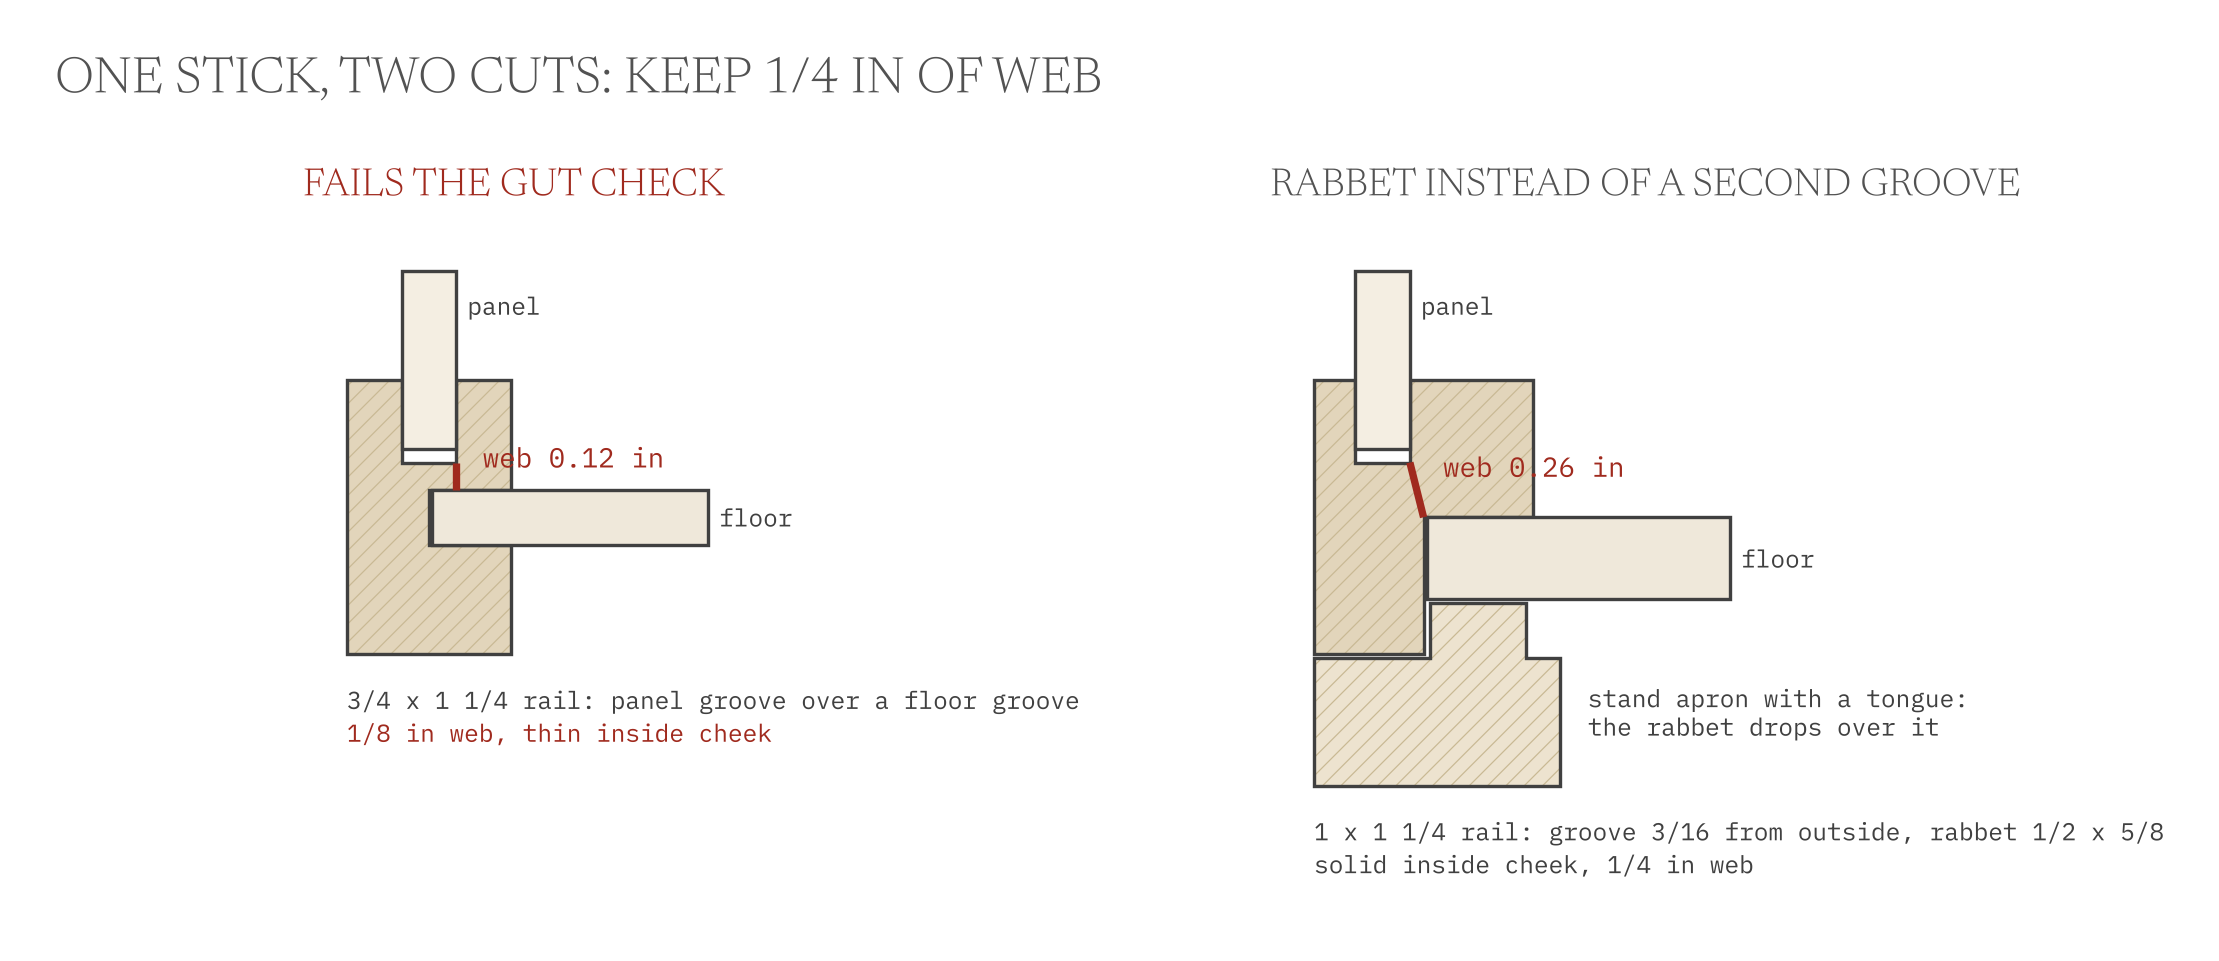 ONE STICK, TWO CUTS: KEEP 1/4 IN OF WEB
FAILS THE GUT CHECK
panel
web 0.12 in
floor
3/4 x 1 1/4 rail: panel groove over a floor groove
1/8 in web, thin inside cheek
RABBET INSTEAD OF A SECOND GROOVE
panel
web 0.26 in
floor
stand apron with a tongue:
the rabbet drops over it
1 x 1 1/4 rail: groove 3/16 from outside, rabbet 1/2 x 5/8
solid inside cheek, 1/4 in web